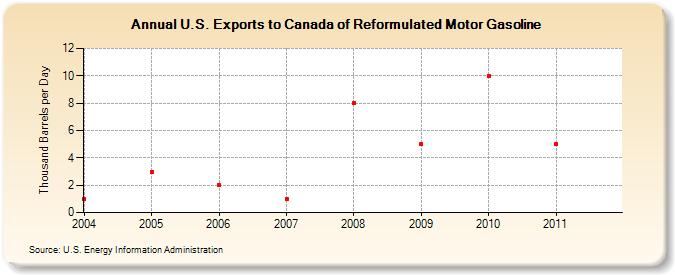 Annual U.S. Exports to Canada of Reformulated Motor Gasoline
Thousand Barrels per Day
12
10
8
6
4
2
0
2004 2005 2006 2007 2008 2009 2010 2011
Source: U.S. Energy Information Administration